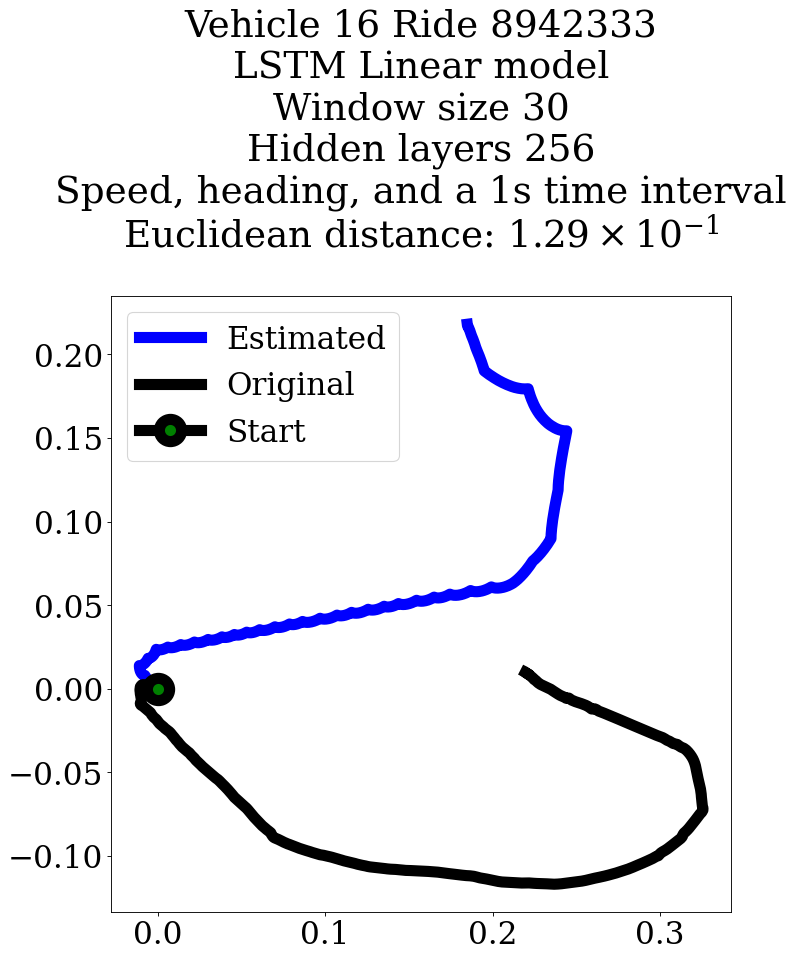 Vehicle 16 Ride 8942333
LSTM Linear model
Window size 30
Hidden layers 256
Speed, heading, and a 1s time interval
Euclidean distance: 1.29 × 10⁻¹
Estimated
Original
Start
0.20
0.15
0.10
0.05
0.00
−0.05
−0.10
0.0 0.1 0.2 0.3